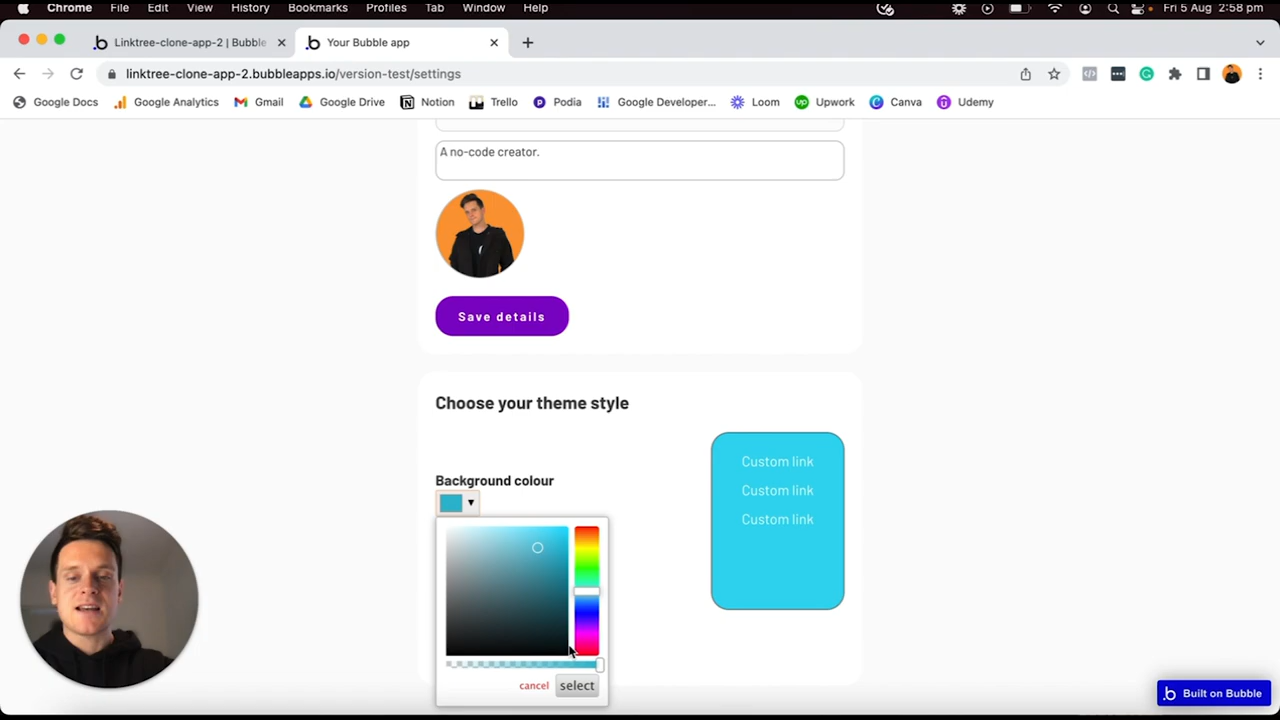 Chrome File Edit View History Bookmarks Profiles Tab Window Help Fri 5 Aug 2:58 pm
Linktree-clone-app-2 | Bubble Your Bubble app
linktree-clone-app-2.bubbleapps.io/version-test/settings
Google Docs Google Analytics Gmail Google Drive Notion Trello Podia Google Developer... Loom Upwork Canva Udemy
A no-code creator.
Save details
Choose your theme style
Background colour
Custom link
Custom link
Custom link
cancel select
Built on Bubble